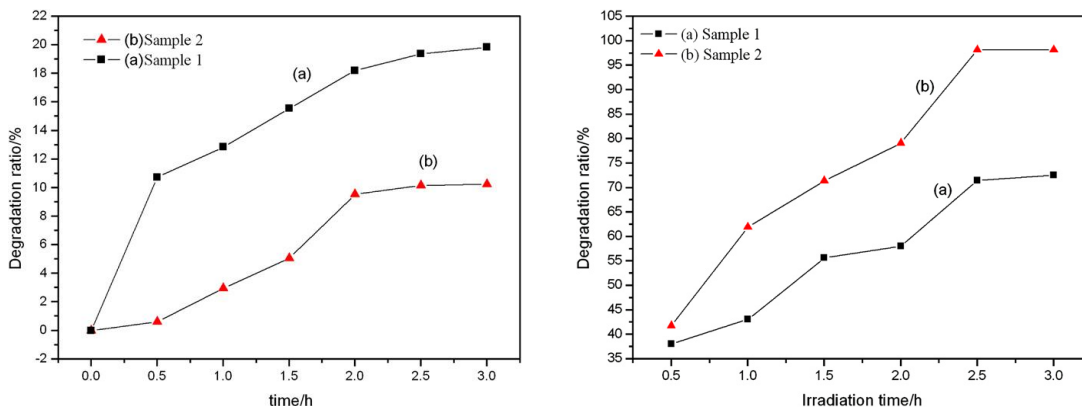 22
20
18
16
14
12
10
8
6
4
2
0
-2
Degradation ratio/%
(b)Sample 2
(a)Sample 1
(a)
(b)
0.0 0.5 1.0 1.5 2.0 2.5 3.0
time/h
105
100
95
90
85
80
75
70
65
60
55
50
45
40
35
Degradation ratio/%
(a) Sample 1
(b) Sample 2
(b)
(a)
0.5 1.0 1.5 2.0 2.5 3.0
Irradiation time/h